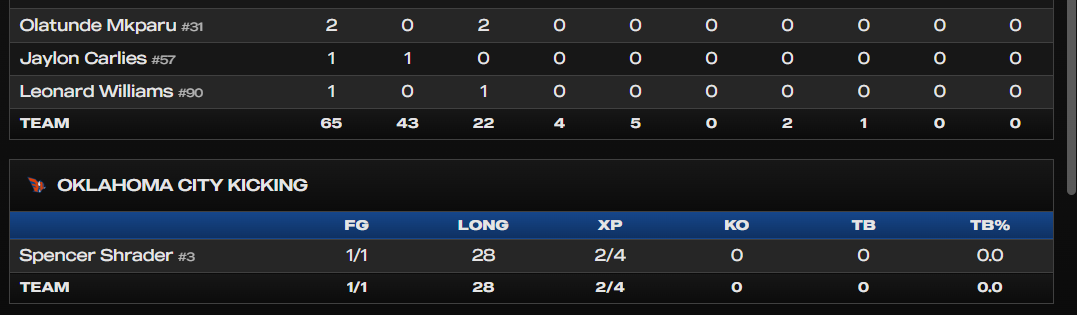 Olatunde Mkparu #31 2 0 2 0 0 0 0 0 0 0
Jaylon Carlies #57 1 1 0 0 0 0 0 0 0 0
Leonard Williams #90 1 0 1 0 0 0 0 0 0 0
TEAM 65 43 22 4 5 0 2 1 0 0
OKLAHOMA CITY KICKING
FG LONG XP KO TB TB%
Spencer Shrader #3 1/1 28 2/4 0 0 0.0
TEAM 1/1 28 2/4 0 0 0.0